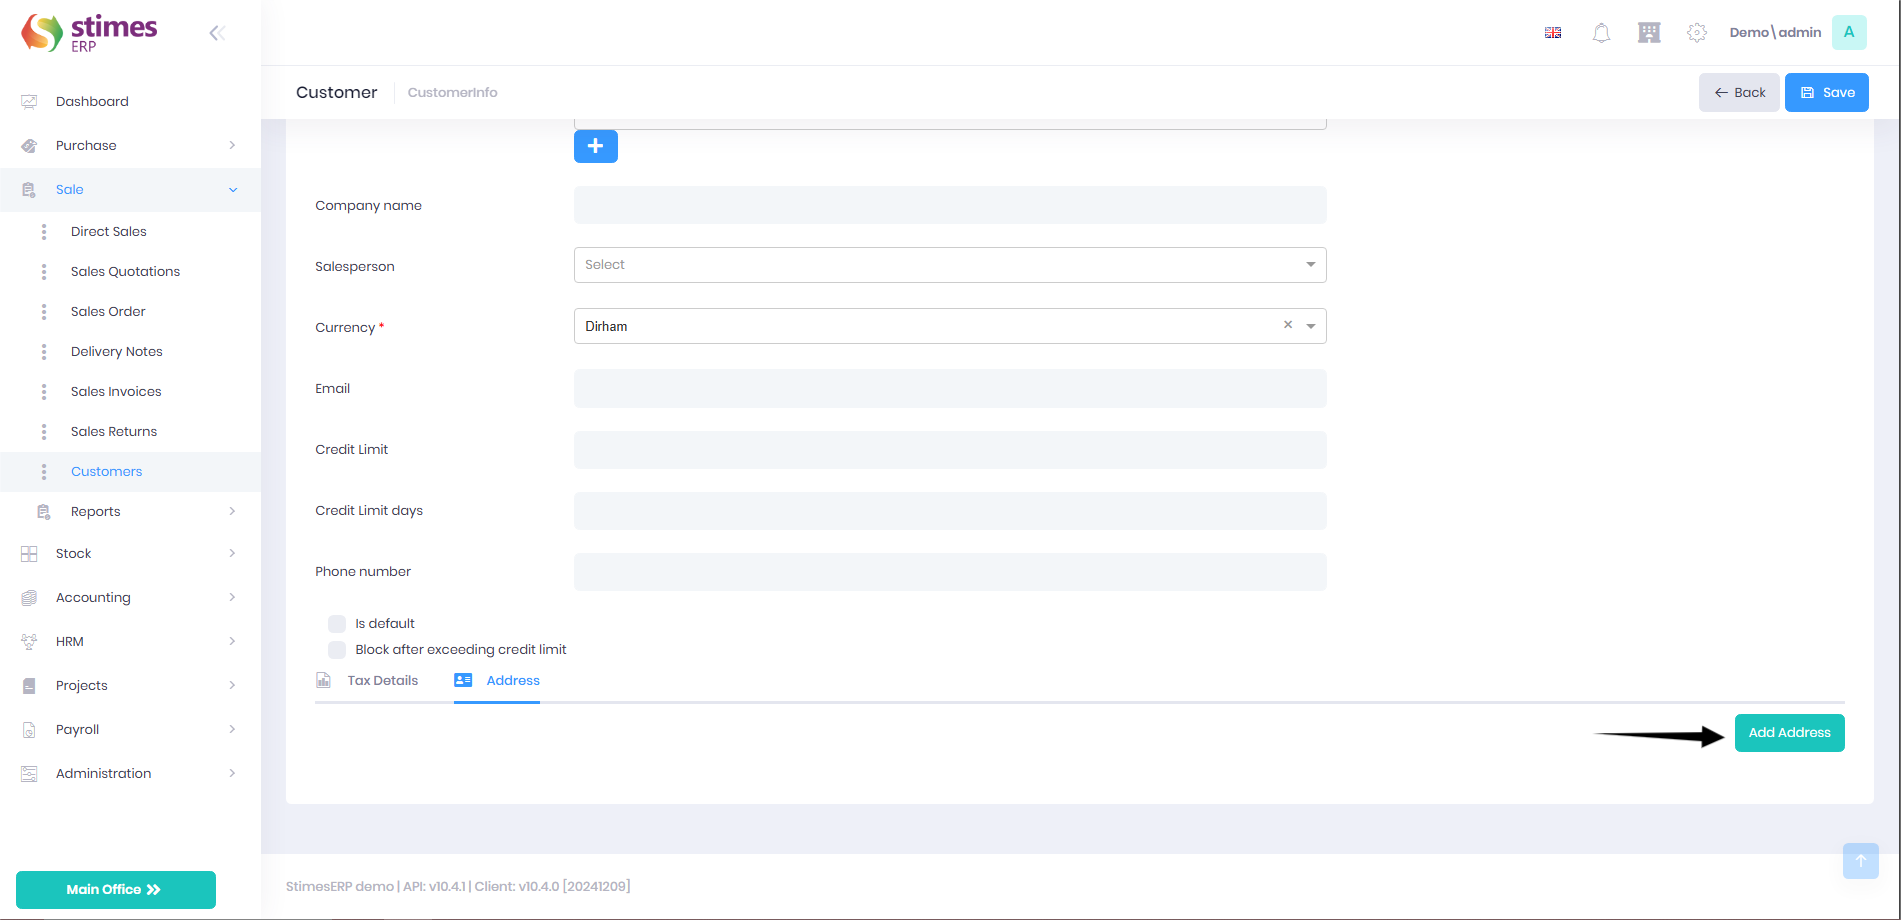 stimes
ERP
Demo\admin
A
Customer
CustomerInfo
Back
Save
Dashboard
Purchase
Sale
Direct Sales
Sales Quotations
Sales Order
Delivery Notes
Sales Invoices
Sales Returns
Customers
Reports
Stock
Accounting
HRM
Projects
Payroll
Administration
Main Office
Company name
Salesperson
Select
Currency *
Dirham
Email
Credit Limit
Credit Limit days
Phone number
Is default
Block after exceeding credit limit
Tax Details
Address
Add Address
StimesERP demo | API: v10.4.1 | Client: v10.4.0 [20241209]